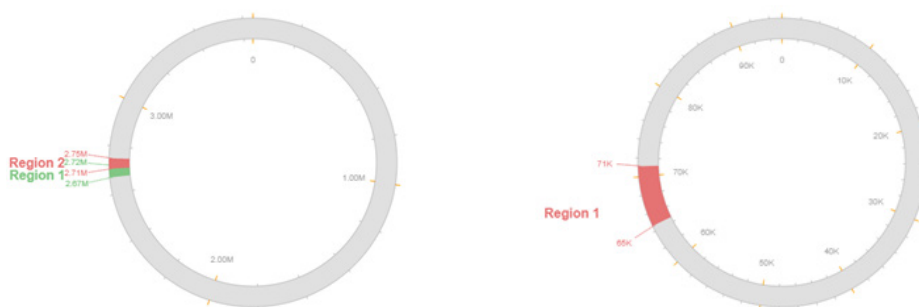 0
3.00M
2.75M
Region 2
2.72M
2.71M
Region 1
2.67M
1.00M
2.00M
0
90K
10K
80K
20K
71K
70K
30K
Region 1
65K
60K
50K
40K